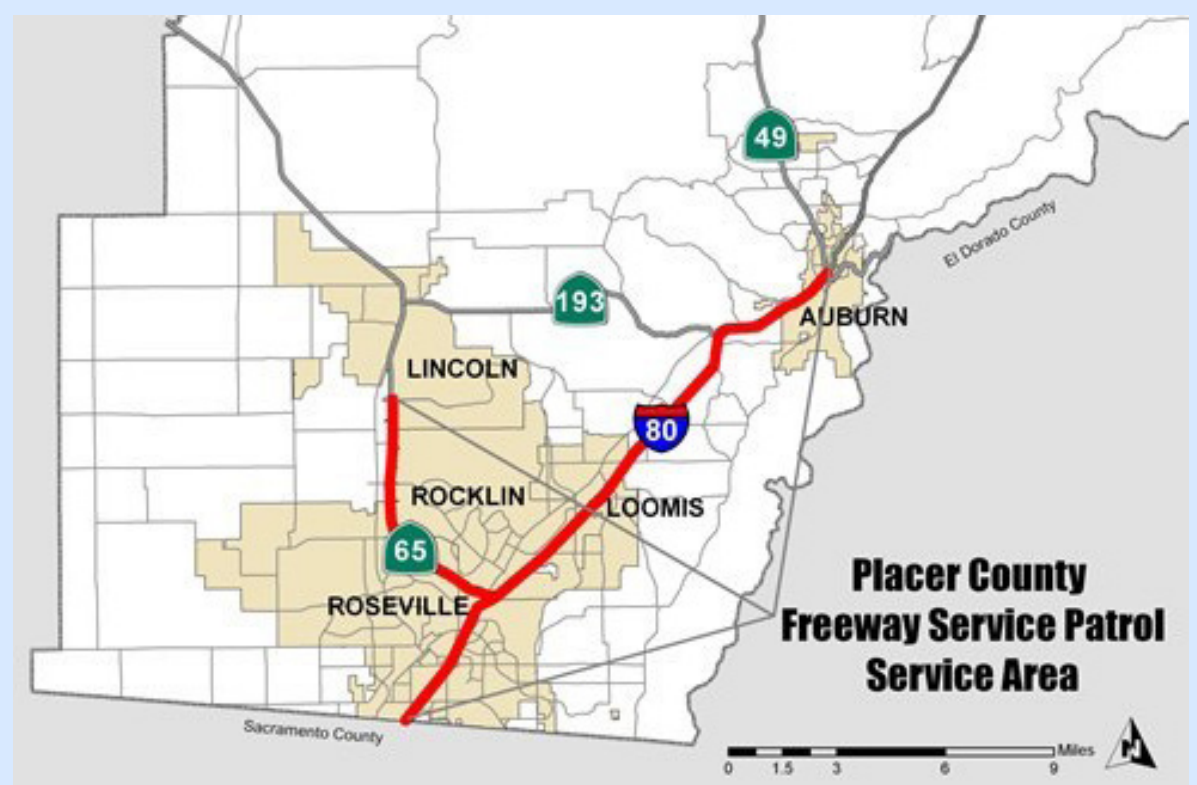 49
El Dorado County
193
AUBURN
LINCOLN
80
ROCKLIN
LOOMIS
65
ROSEVILLE
Placer County
Freeway Service Patrol
Service Area
Sacramento County
Miles
0 1.5 3 6 9
N